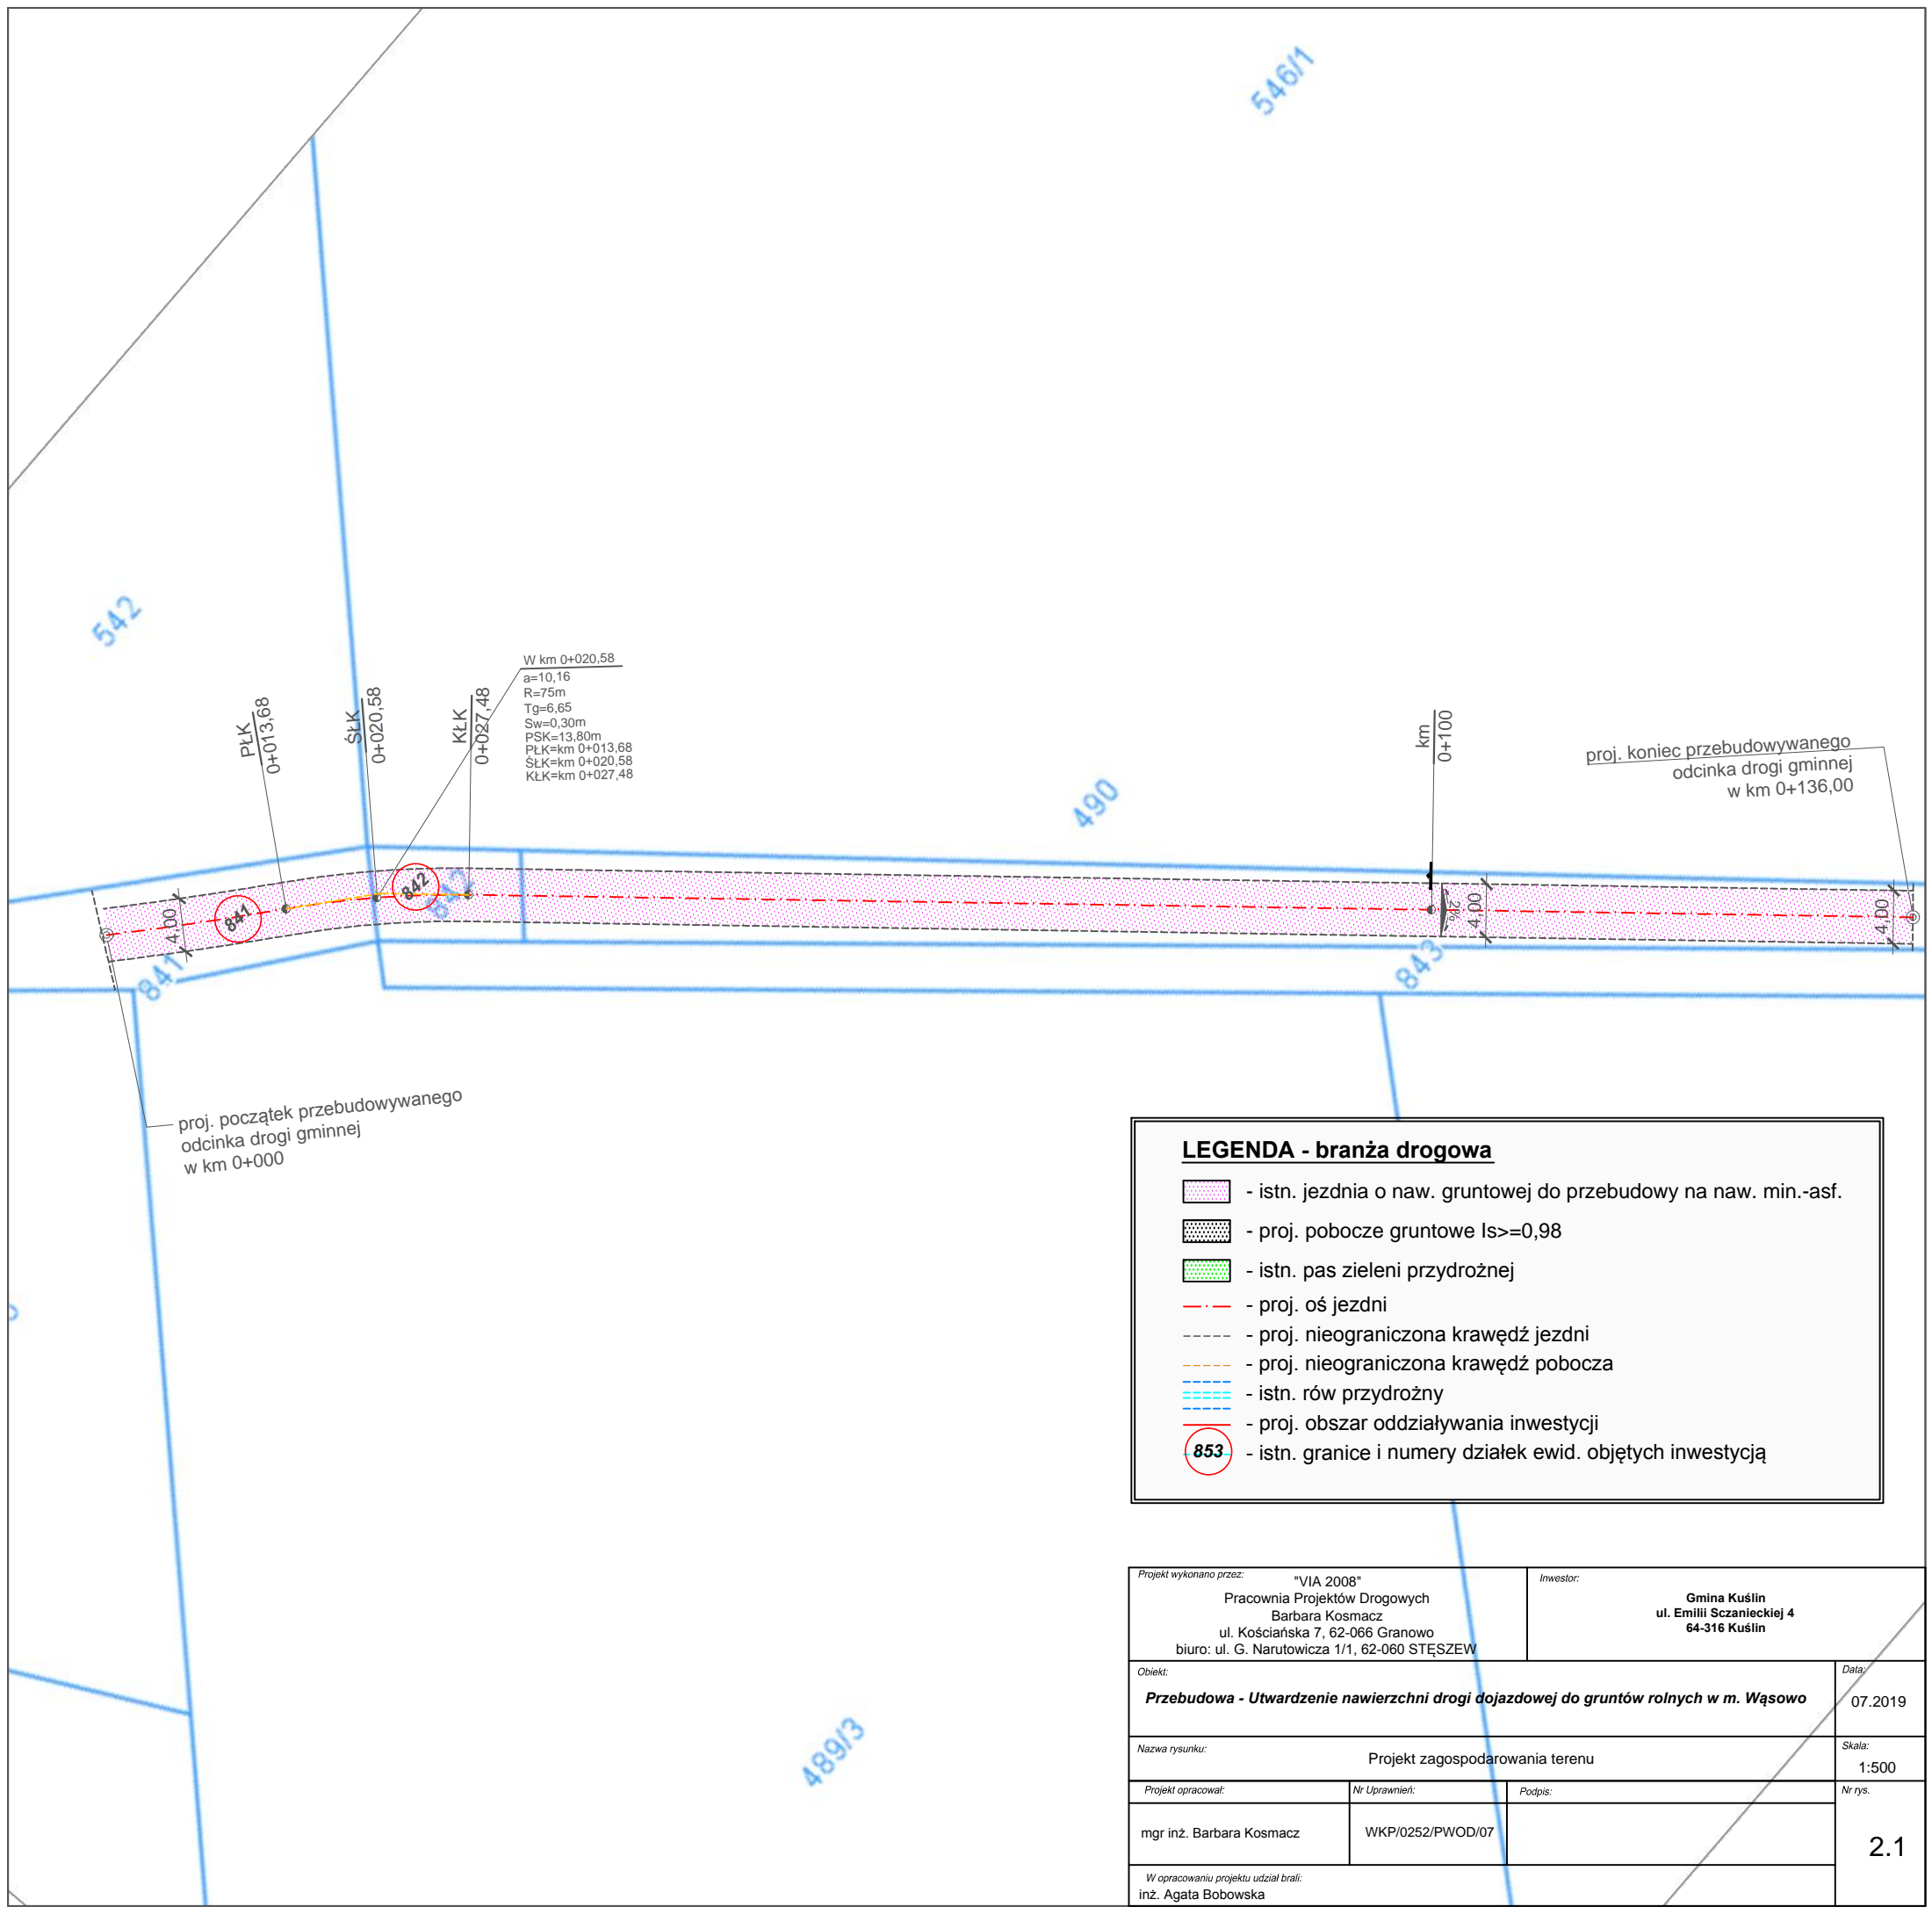 546/1
542
W km 0+020,58
a=10,16
R=75m
Tg=6,65
Sw=0,30m
PSK=13,80m
PŁK=km 0+013,68
ŚŁK=km 0+020,58
KŁK=km 0+027,48
PŁK
0+013,68
ŚŁK
0+020,58
KŁK
0+027,48
km
0+100
proj. koniec przebudowywanego
odcinka drogi gminnej
w km 0+136,00
490
841
4,00
842
842
2%
4,00
4,00
841
843
proj. początek przebudowywanego
odcinka drogi gminnej
w km 0+000
LEGENDA - branża drogowa
- istn. jezdnia o naw. gruntowej do przebudowy na naw. min.-asf.
- proj. pobocze gruntowe Is>=0,98
- istn. pas zieleni przydrożnej
- proj. oś jezdni
- proj. nieograniczona krawędź jezdni
- proj. nieograniczona krawędź pobocza
- istn. rów przydrożny
- proj. obszar oddziaływania inwestycji
853 - istn. granice i numery działek ewid. objętych inwestycją
489/3
Projekt wykonano przez:
"VIA 2008"
Pracownia Projektów Drogowych
Barbara Kosmacz
ul. Kościańska 7, 62-066 Granowo
biuro: ul. G. Narutowicza 1/1, 62-060 STĘSZEW
Inwestor:
Gmina Kuślin
ul. Emilii Sczanieckiej 4
64-316 Kuślin
Obiekt:
Przebudowa - Utwardzenie nawierzchni drogi dojazdowej do gruntów rolnych w m. Wąsowo
Data:
07.2019
Nazwa rysunku:
Projekt zagospodarowania terenu
Skala:
1:500
Projekt opracował:
Nr Uprawnień:
Podpis:
Nr rys.
mgr inż. Barbara Kosmacz
WKP/0252/PWOD/07
2.1
W opracowaniu projektu udział brali:
inż. Agata Bobowska